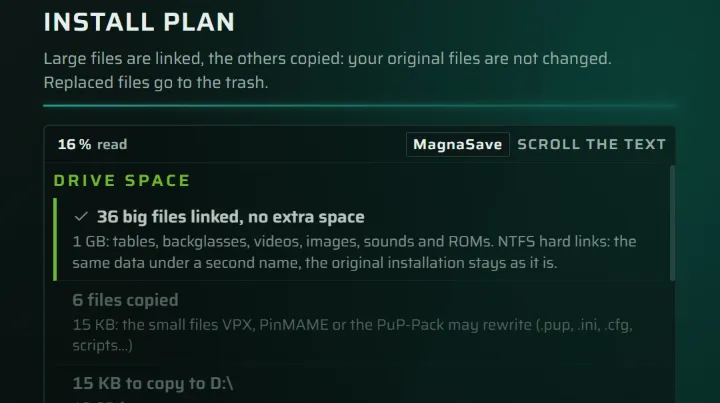 INSTALL PLAN
Large files are linked, the others copied: your original files are not changed.
Replaced files go to the trash.
16 % read
MagnaSave SCROLL THE TEXT
DRIVE SPACE
✓ 36 big files linked, no extra space
1 GB: tables, backglasses, videos, images, sounds and ROMs. NTFS hard links: the
same data under a second name, the original installation stays as it is.
6 files copied
15 KB: the small files VPX, PinMAME or the PuP-Pack may rewrite (.pup, .ini, .cfg,
scripts...)
15 KB to copy to D:\